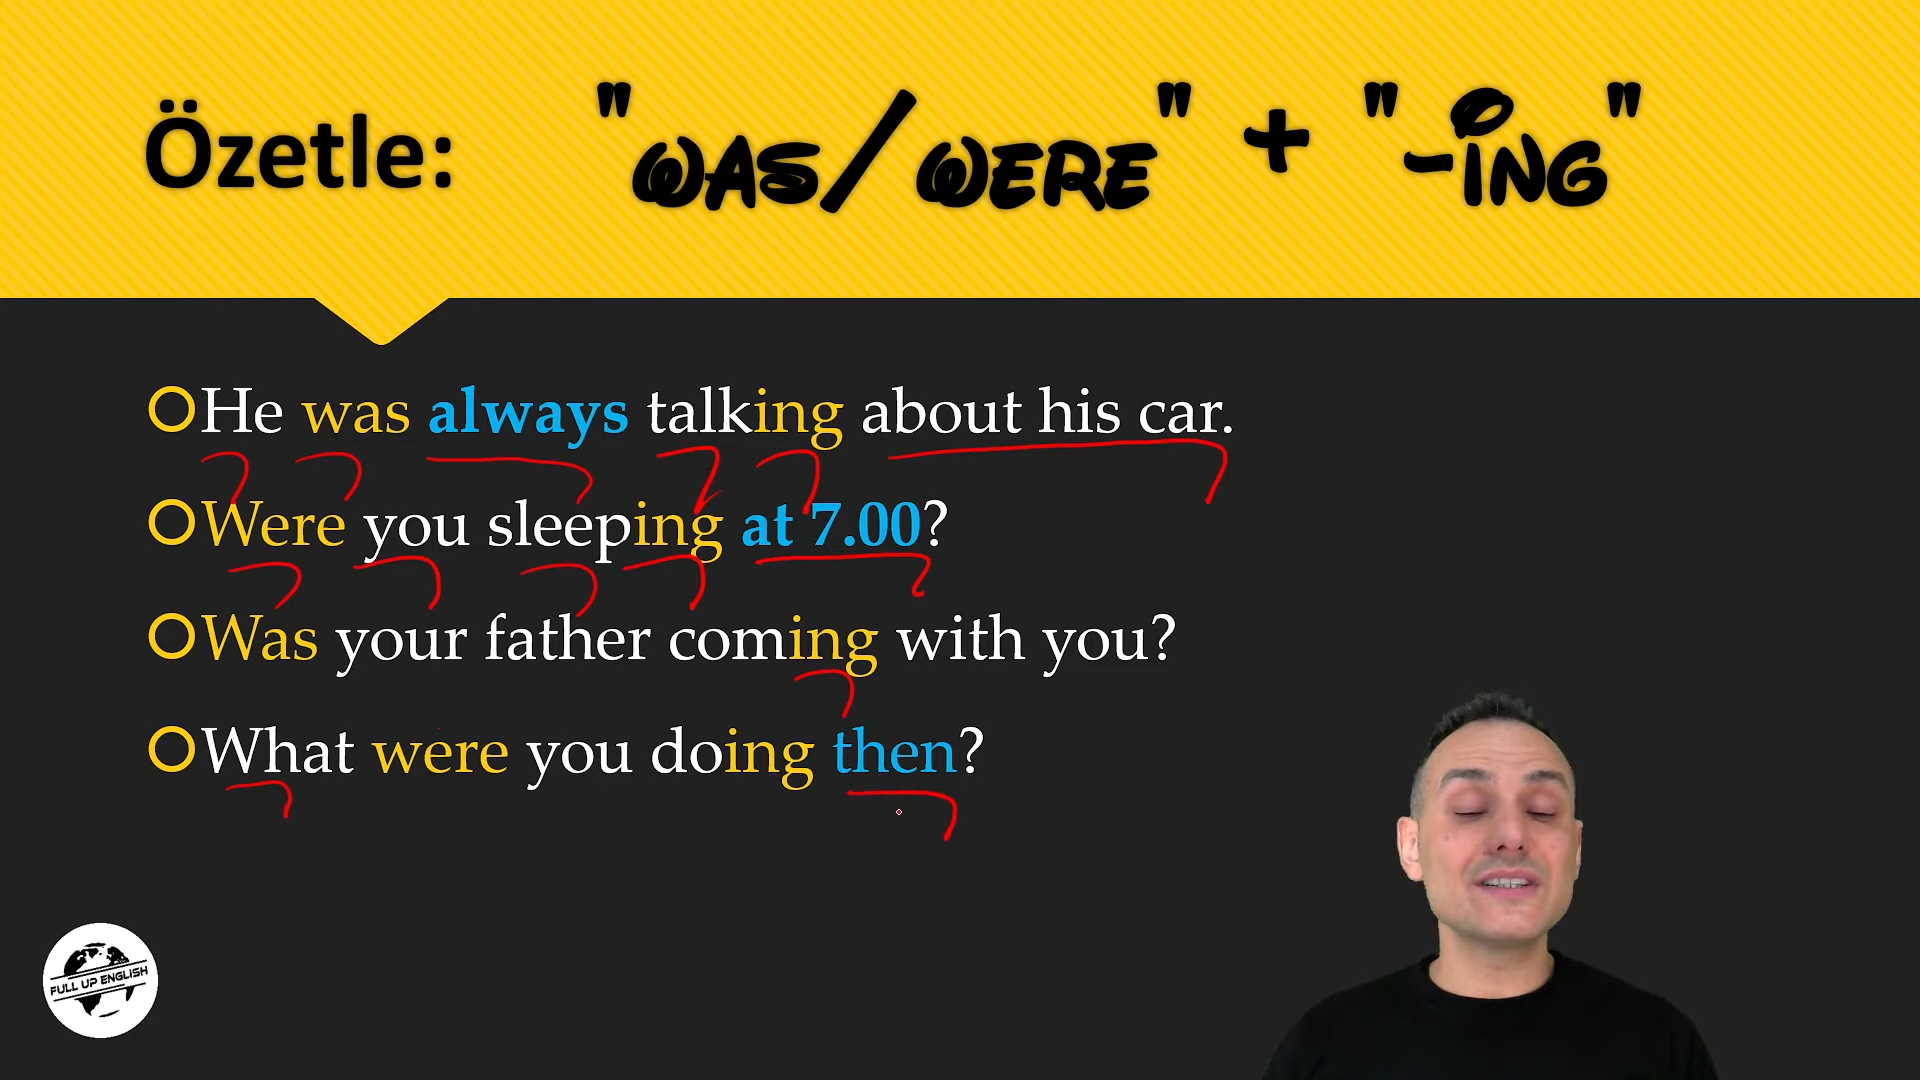 Özetle: "WAS/WERE" + "-ING"
He was always talking about his car.
Were you sleeping at 7.00?
Was your father coming with you?
What were you doing then?
FULL UP ENGLISH